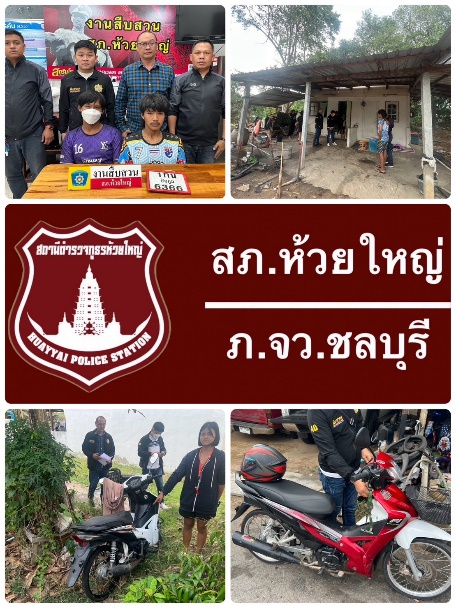 งานสืบสวน
สภ.ห้วยใหญ่
16
งานสืบสวน
สภ.ห้วยใหญ่
6366
สถานีตำรวจภูธรห้วยใหญ่
HUAYYAI POLICE STATION
สภ.ห้วยใหญ่
ภ.จว.ชลบุรี